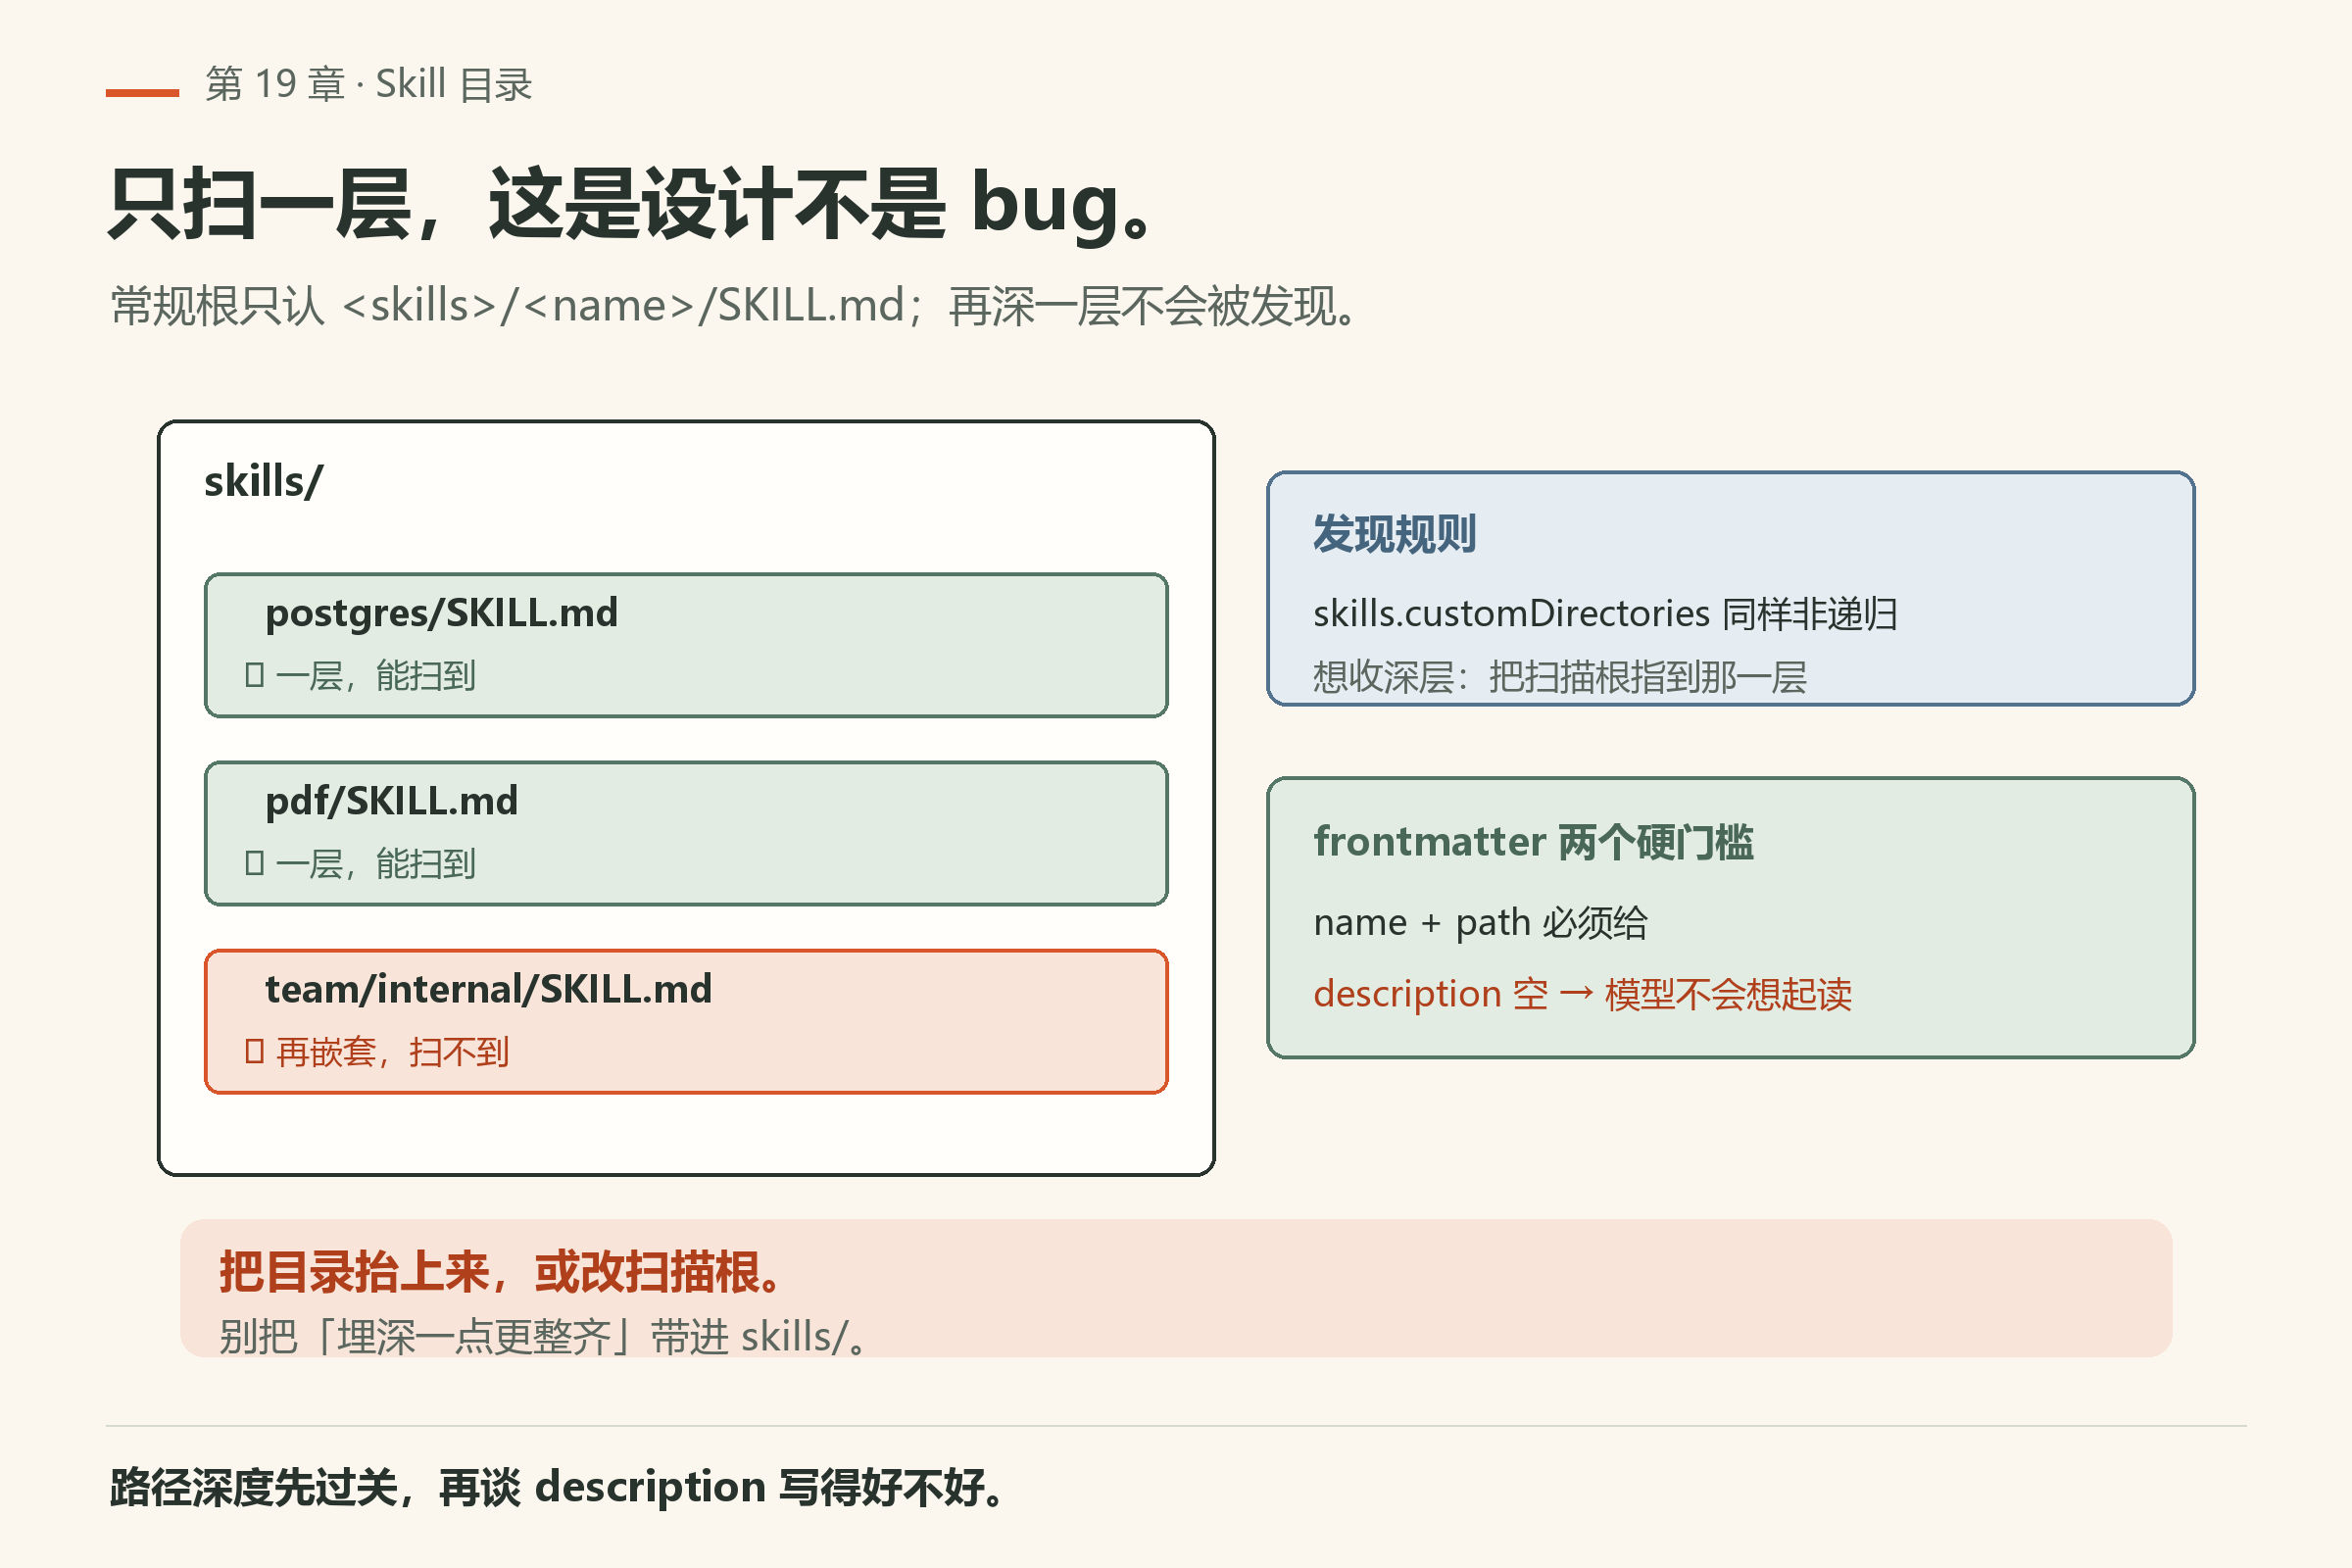 第 19 章 · Skill 目录
只扫一层，这是设计不是 bug。
常规根只认 <skills>/<name>/SKILL.md；再深一层不会被发现。
skills/
postgres/SKILL.md
▯ 一层，能扫到
pdf/SKILL.md
▯ 一层，能扫到
team/internal/SKILL.md
▯ 再嵌套，扫不到
发现规则
skills.customDirectories 同样非递归
想收深层：把扫描根指到那一层
frontmatter 两个硬门槛
name + path 必须给
description 空 → 模型不会想起读
把目录抬上来，或改扫描根。
别把「埋深一点更整齐」带进 skills/。
路径深度先过关，再谈 description 写得好不好。